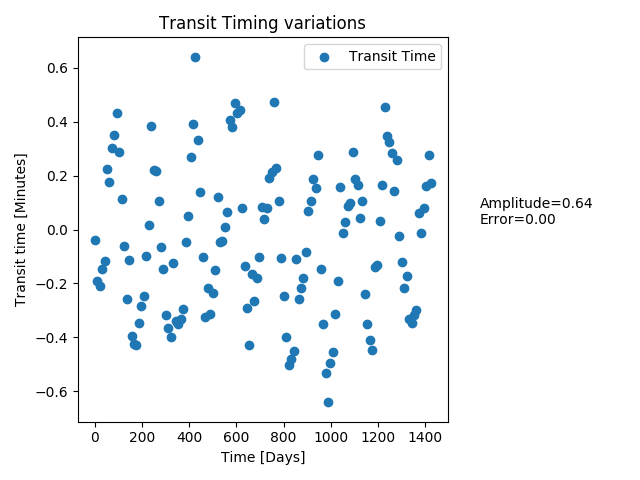 Transit Timing variations
Transit Time
0.6
0.4
0.2
0.0
−0.2
−0.4
−0.6
Transit time [Minutes]
Amplitude=0.64
Error=0.00
0 200 400 600 800 1000 1200 1400
Time [Days]